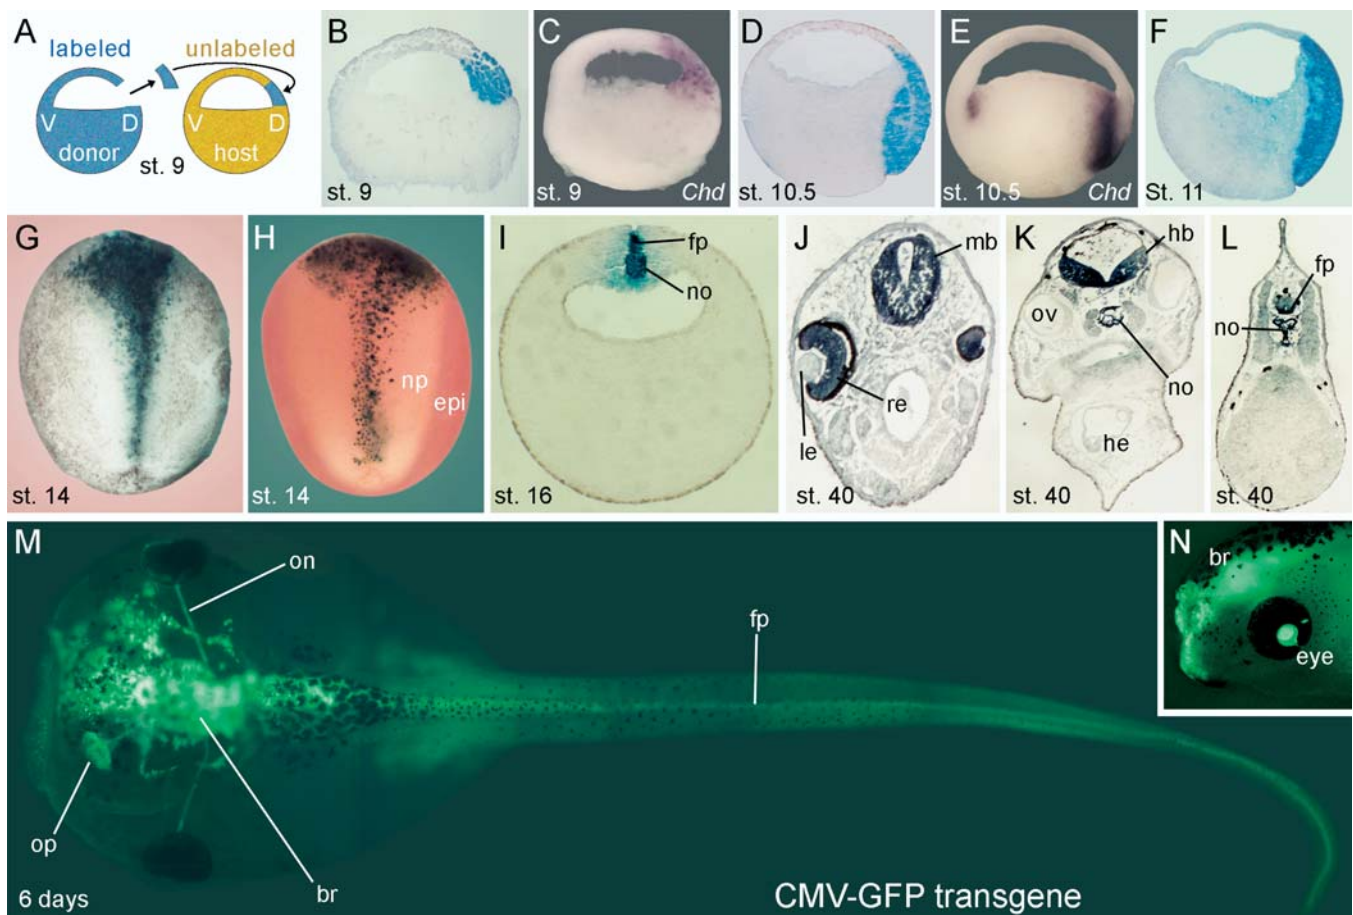 A
labeled
unlabeled
V
D
donor
V
D
host
st. 9
B
st. 9
C
st. 9
Chd
D
st. 10.5
E
st. 10.5
Chd
F
St. 11
G
st. 14
H
np
epi
st. 14
I
fp
no
st. 16
J
mb
le
re
st. 40
K
hb
ov
no
he
st. 40
L
fp
no
st. 40
M
on
fp
op
br
6 days
CMV-GFP transgene
N
br
eye